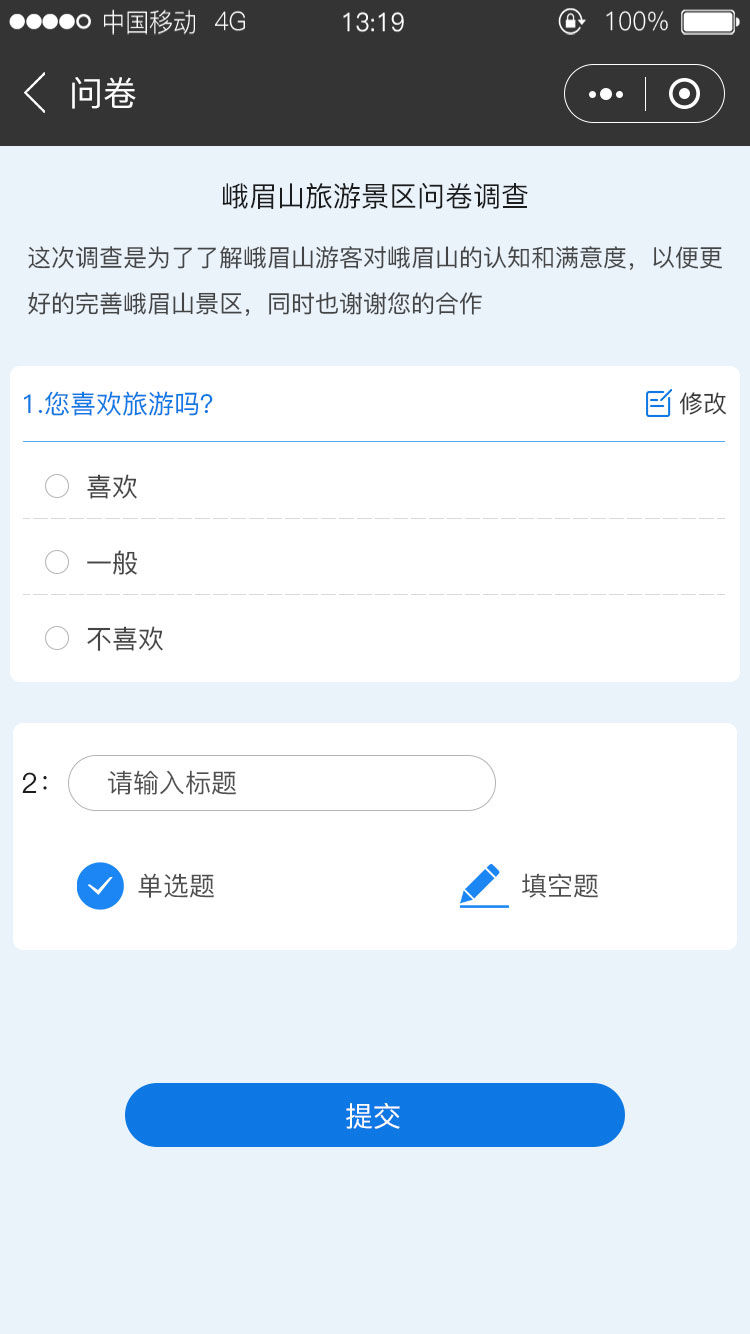 中国移动 4G 13:19 100%
问卷
峨眉山旅游景区问卷调查
这次调查是为了了解峨眉山游客对峨眉山的认知和满意度，以便更
好的完善峨眉山景区，同时也谢谢您的合作
1.您喜欢旅游吗? 修改
喜欢
一般
不喜欢
2： 请输入标题
单选题 填空题
提交